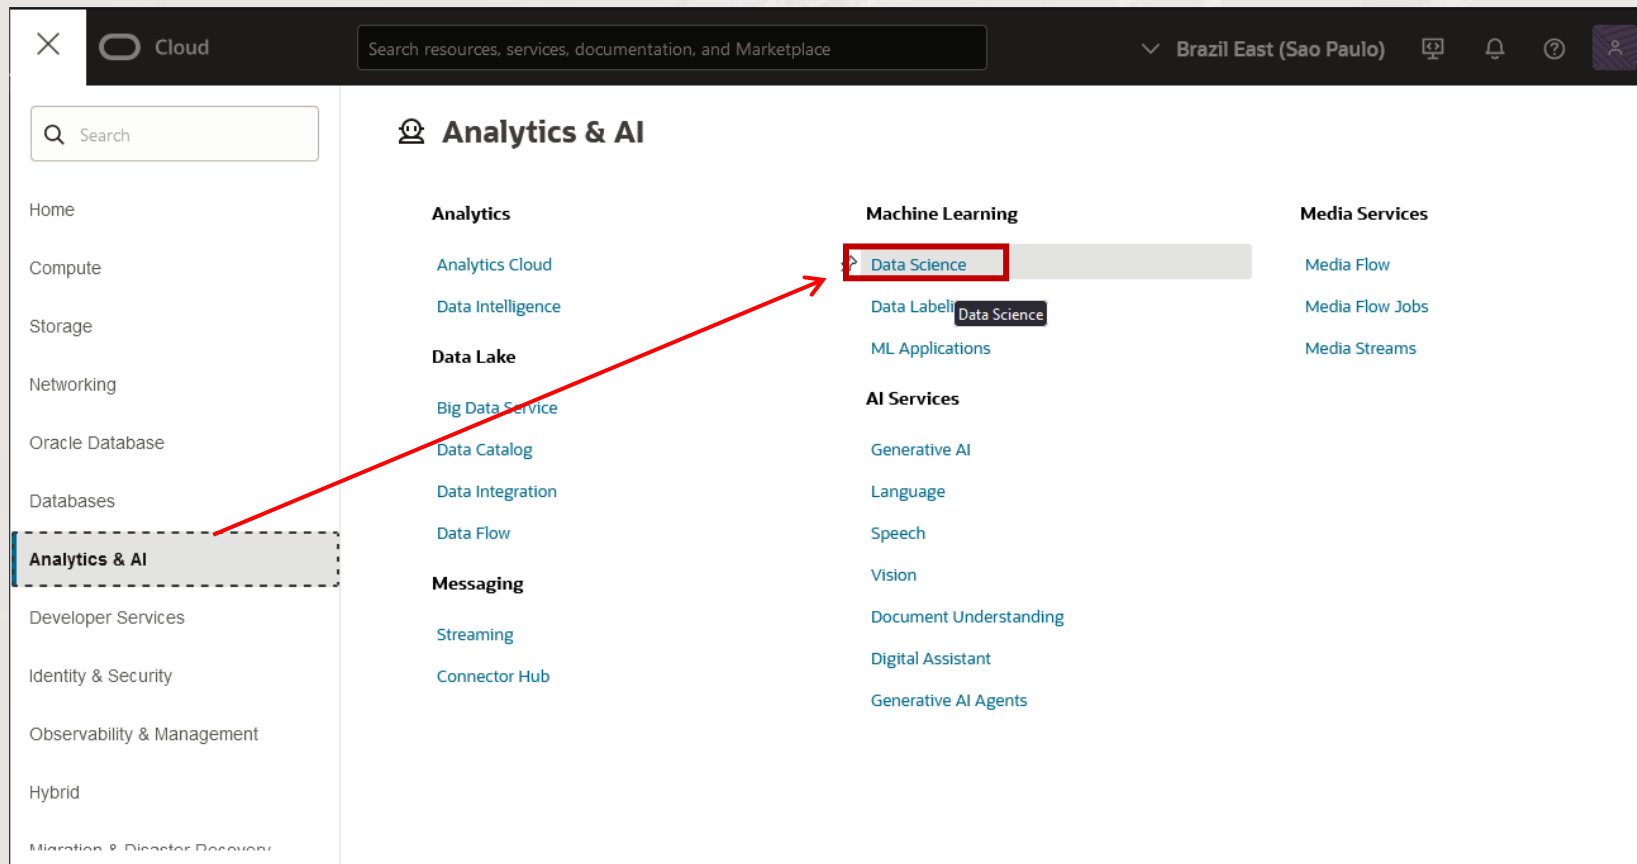 Cloud
Search resources, services, documentation, and Marketplace
Brazil East (Sao Paulo)
Search
Home
Compute
Storage
Networking
Oracle Database
Databases
Analytics & AI
Developer Services
Identity & Security
Observability & Management
Hybrid
Migration & Disaster Recovery
Analytics & AI
Analytics
Analytics Cloud
Data Intelligence
Data Lake
Big Data Service
Data Catalog
Data Integration
Data Flow
Messaging
Streaming
Connector Hub
Machine Learning
Data Science
Data Labeli
Data Science
ML Applications
AI Services
Generative AI
Language
Speech
Vision
Document Understanding
Digital Assistant
Generative AI Agents
Media Services
Media Flow
Media Flow Jobs
Media Streams